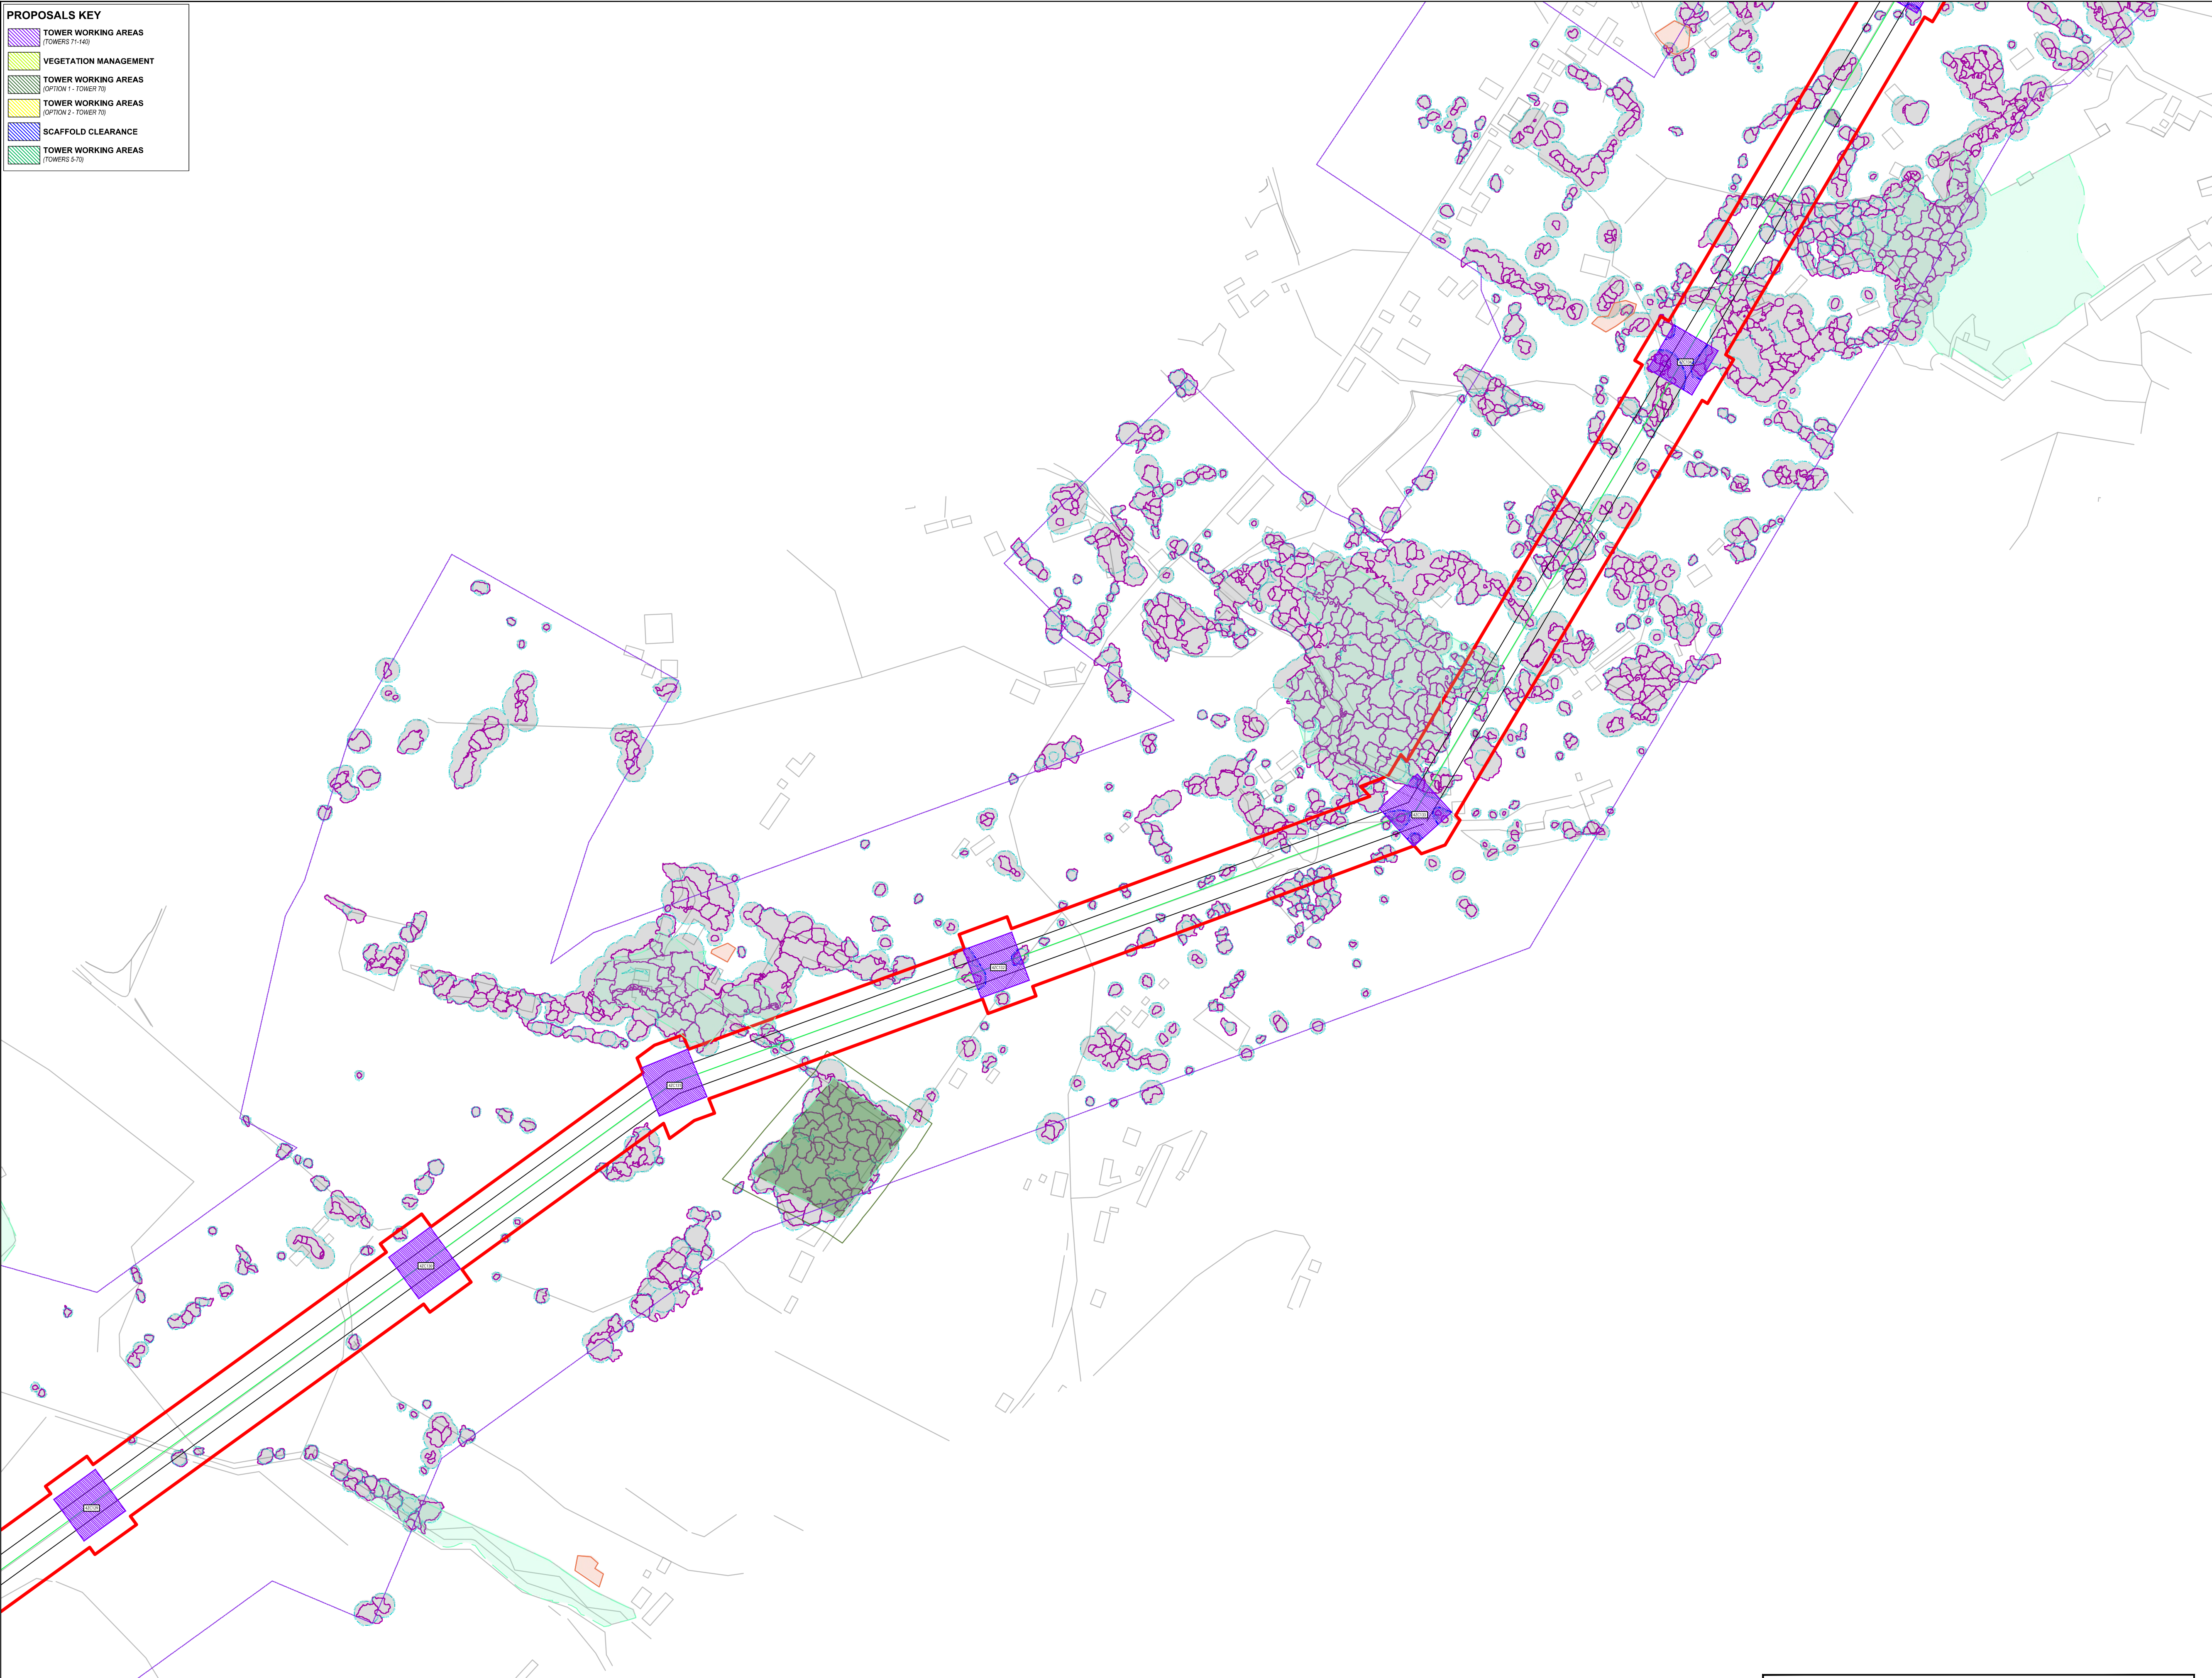 PROPOSALS KEY
TOWER WORKING AREAS
(TOWERS 71-140)
VEGETATION MANAGEMENT
TOWER WORKING AREAS
(OPTION 1 - TOWER 70)
TOWER WORKING AREAS
(OPTION 2 - TOWER 70)
SCAFFOLD CLEARANCE
TOWER WORKING AREAS
(TOWERS 5-70)